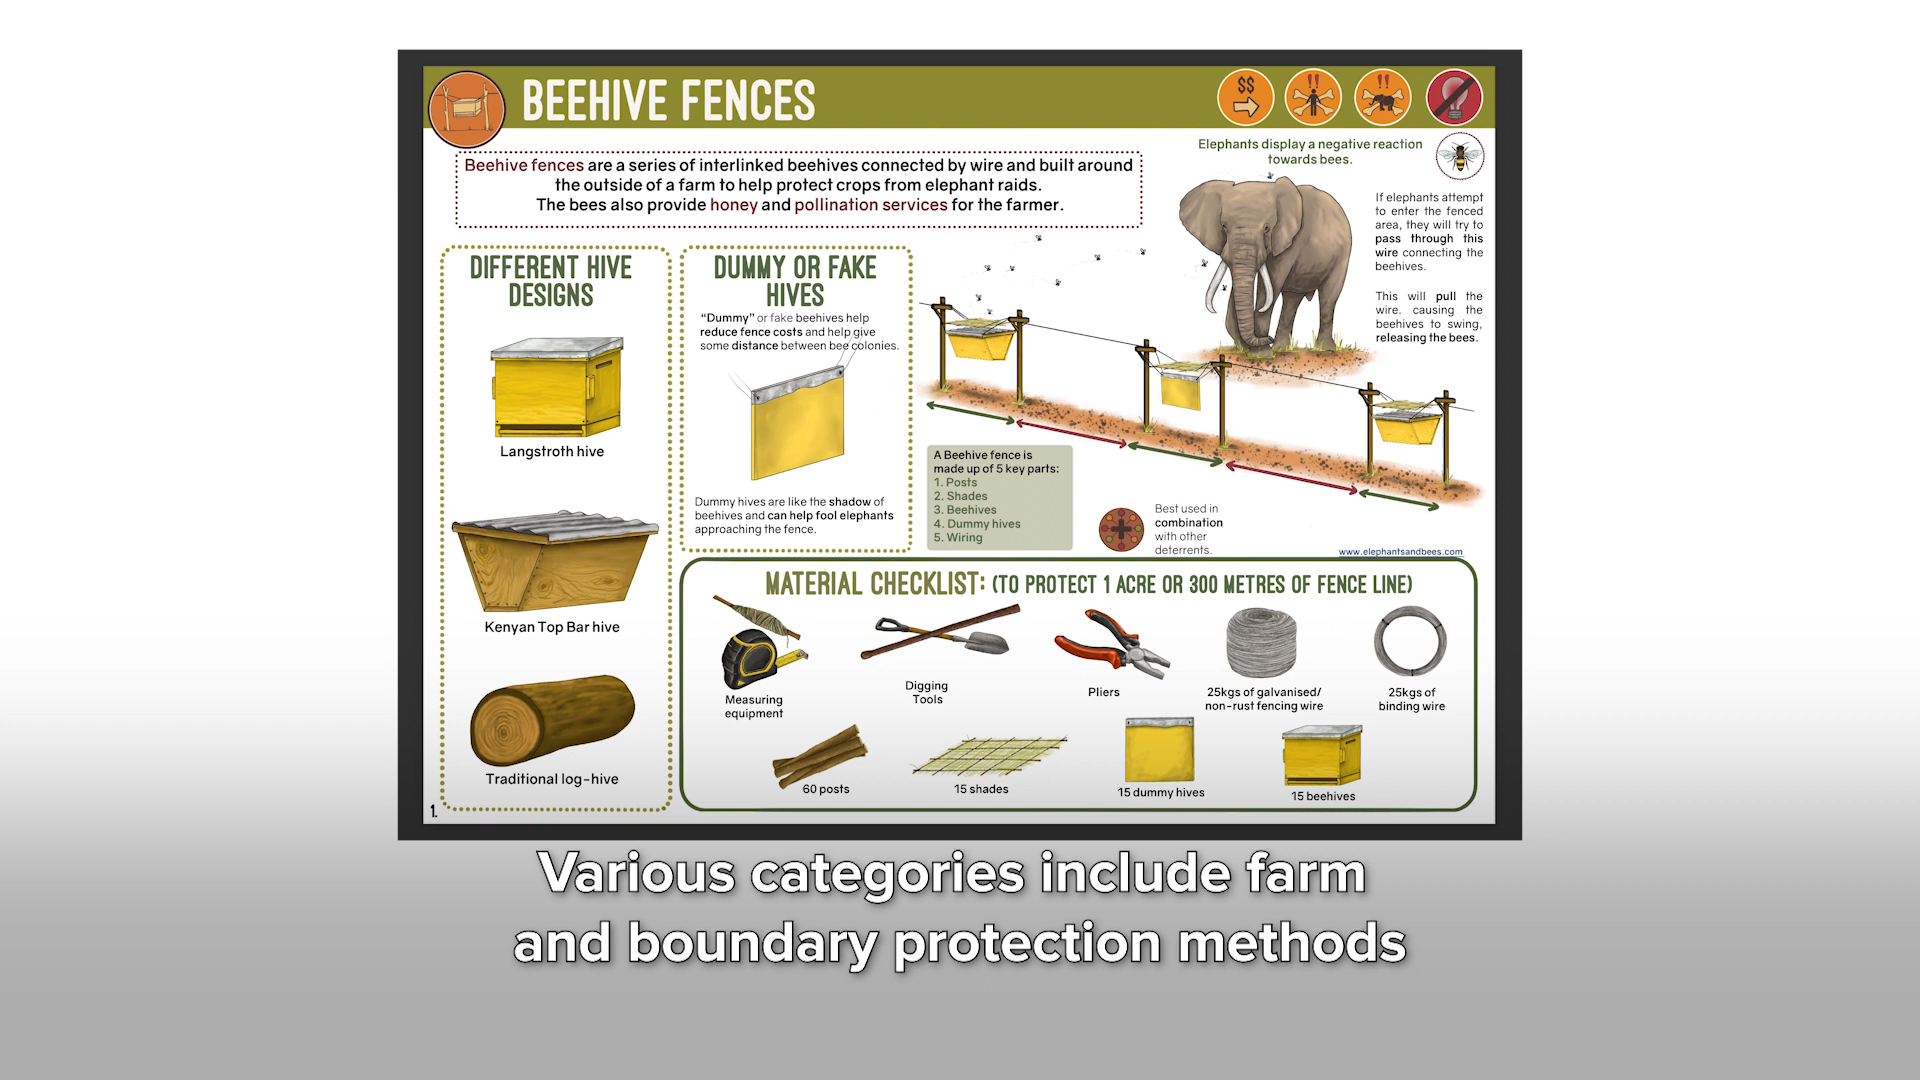 BEEHIVE FENCES
$$
!!
!!
Beehive fences are a series of interlinked beehives connected by wire and built around
the outside of a farm to help protect crops from elephant raids.
The bees also provide honey and pollination services for the farmer.
Elephants display a negative reaction
towards bees.
If elephants attempt
to enter the fenced
area, they will try to
pass through this
wire connecting the
beehives.
This will pull the
wire. causing the
beehives to swing,
releasing the bees.
DIFFERENT HIVE
DESIGNS
Langstroth hive
Kenyan Top Bar hive
Traditional log-hive
DUMMY OR FAKE
HIVES
"Dummy" or fake beehives help
reduce fence costs and help give
some distance between bee colonies.
Dummy hives are like the shadow of
beehives and can help fool elephants
approaching the fence.
A Beehive fence is
made up of 5 key parts:
1. Posts
2. Shades
3. Beehives
4. Dummy hives
5. Wiring
Best used in
combination
with other
deterrents.
www.elephantsandbees.com
MATERIAL CHECKLIST: (TO PROTECT 1 ACRE OR 300 METRES OF FENCE LINE)
Measuring
equipment
Digging
Tools
Pliers
25kgs of galvanised/
non-rust fencing wire
25kgs of
binding wire
60 posts
15 shades
15 dummy hives
15 beehives
1.
Various categories include farm
and boundary protection methods